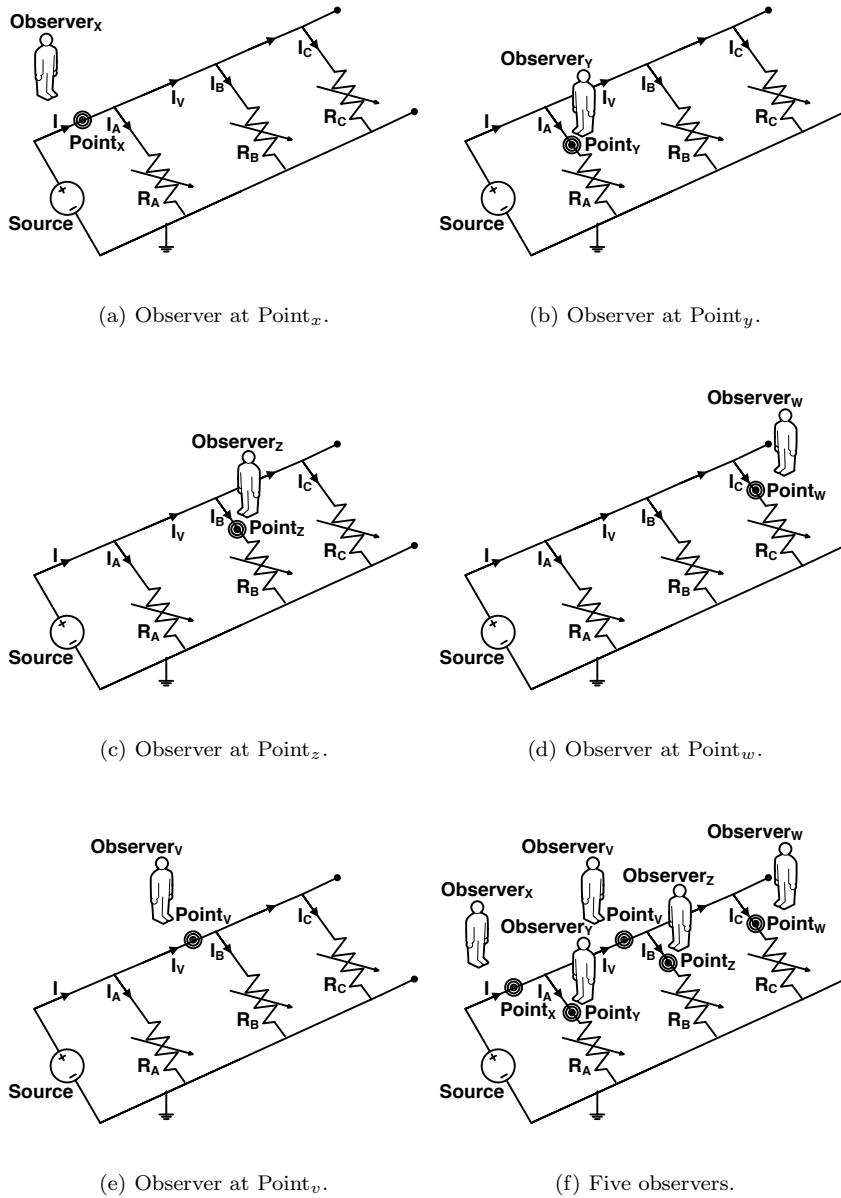 Observer_X
I
I_A
Point_X
I_V
I_B
I_C
R_A
R_B
R_C
Source
(a) Observer at Point_x.
Observer_Y
I
I_A
Point_Y
I_V
I_B
I_C
R_A
R_B
R_C
Source
(b) Observer at Point_y.
Observer_Z
I
I_A
I_V
I_B
Point_Z
I_C
R_A
R_B
R_C
Source
(c) Observer at Point_z.
Observer_W
I
I_A
I_V
I_B
I_C
Point_W
R_A
R_B
R_C
Source
(d) Observer at Point_w.
Observer_V
Point_V
I
I_A
I_V
I_B
I_C
R_A
R_B
R_C
Source
(e) Observer at Point_v.
Observer_X
Observer_Y
Observer_V
Observer_Z
Observer_W
Point_V
I
I_A
I_V
I_B
I_C
Point_X
Point_Y
Point_Z
Point_W
R_A
R_B
R_C
Source
(f) Five observers.